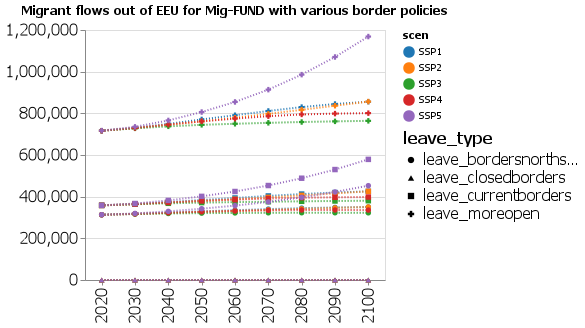 Migrant flows out of EEU for Mig-FUND with various border policies
1,200,000
1,000,000
800,000
600,000
400,000
200,000
0
2020 2030 2040 2050 2060 2070 2080 2090 2100
scen
SSP1
SSP2
SSP3
SSP4
SSP5
leave_type
leave_bordersnorths...
leave_closedborders
leave_currentborders
leave_moreopen